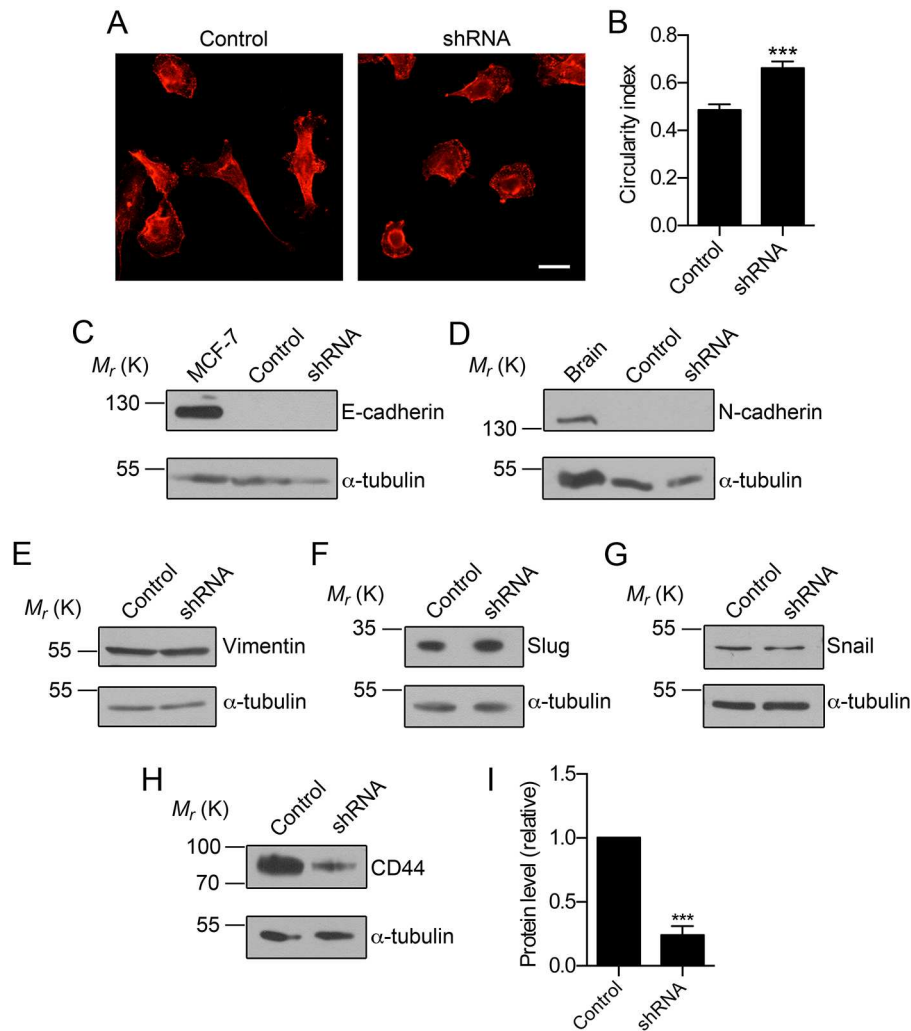 A
Control
shRNA
B
Circularity index
0.8
0.6
0.4
0.2
0.0
***
Control
shRNA
C
Mr (K)
MCF-7
Control
shRNA
130
E-cadherin
55
α-tubulin
D
Mr (K)
Brain
Control
shRNA
130
N-cadherin
55
α-tubulin
E
Mr (K)
Control
shRNA
55
Vimentin
55
α-tubulin
F
Mr (K)
Control
shRNA
35
Slug
55
α-tubulin
G
Mr (K)
Control
shRNA
55
Snail
55
α-tubulin
H
Mr (K)
Control
shRNA
100
70
CD44
55
α-tubulin
I
Protein level (relative)
1.5
1.0
0.5
0.0
***
Control
shRNA